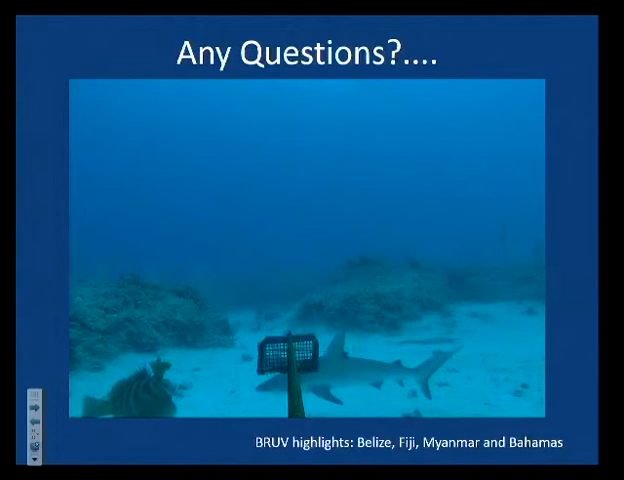 Any Questions?....
BRUV highlights: Belize, Fiji, Myanmar and Bahamas